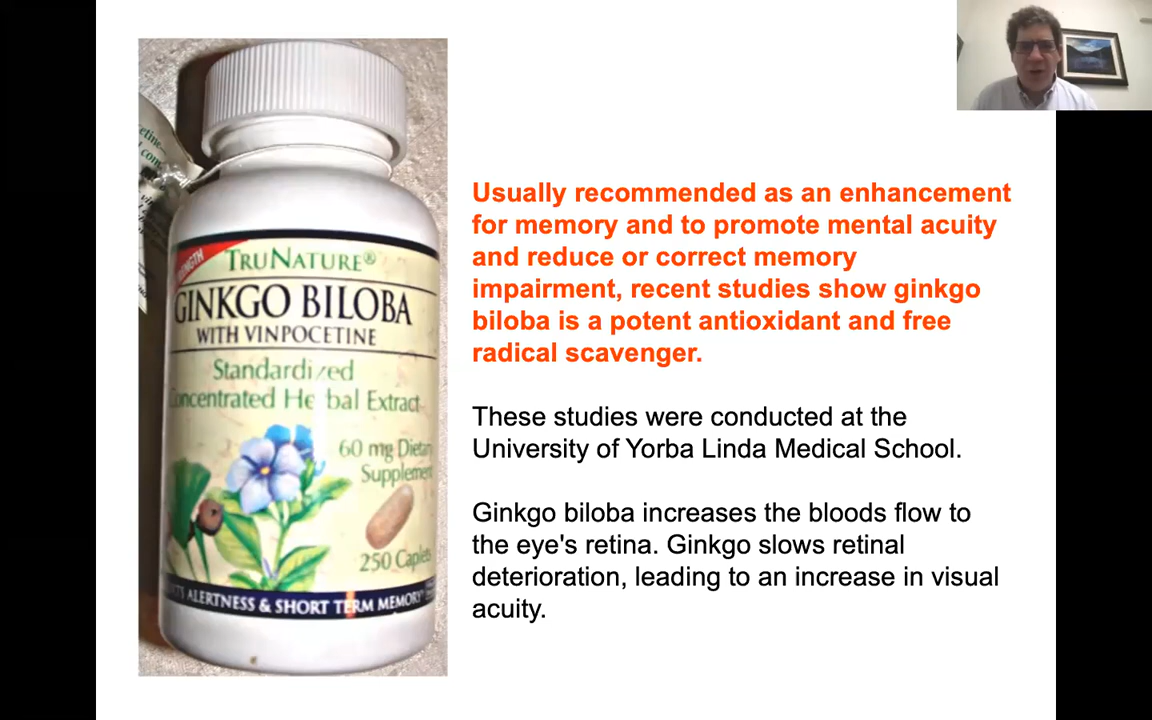 TRUNATURE®
GINKGO BILOBA
WITH VINPOCETINE
Standardized
Concentrated Herbal Extract
60 mg Dietary
Supplement
250 Caplets
ALERTNESS & SHORT TERM MEMORY
Usually recommended as an enhancement
for memory and to promote mental acuity
and reduce or correct memory
impairment, recent studies show ginkgo
biloba is a potent antioxidant and free
radical scavenger.
These studies were conducted at the
University of Yorba Linda Medical School.
Ginkgo biloba increases the bloods flow to
the eye's retina. Ginkgo slows retinal
deterioration, leading to an increase in visual
acuity.